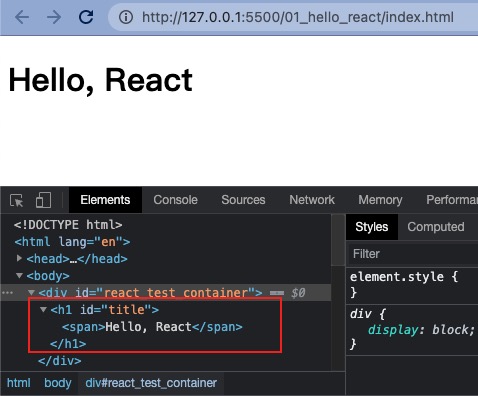 http://127.0.0.1:5500/01_hello_react/index.html
Hello, React
Elements Console Sources Network Memory Performa
<!DOCTYPE html>
<html lang="en">
<head>…</head>
<body>
<div id="react_test_container"> == $0
<h1 id="title">
<span>Hello, React</span>
</h1>
</div>
html body div#react_test_container
Styles Computed
Filter
element.style {
}
div {
display: block;
}